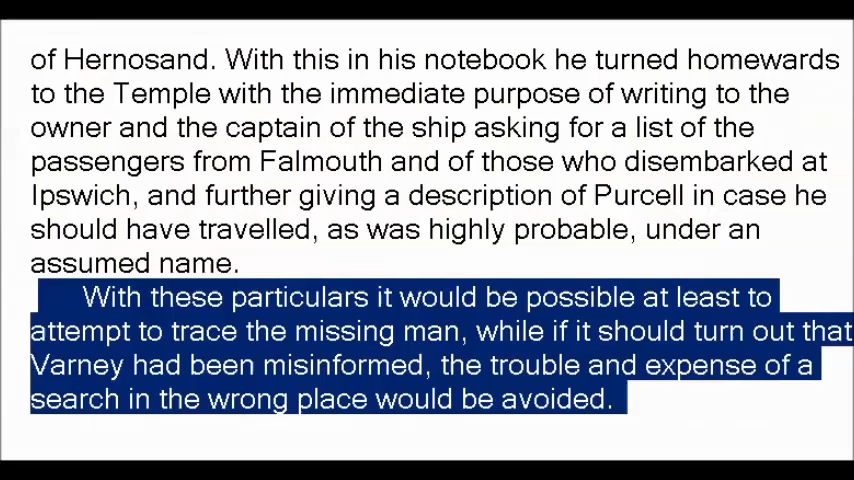 of Hernosand. With this in his notebook he turned homewards
to the Temple with the immediate purpose of writing to the
owner and the captain of the ship asking for a list of the
passengers from Falmouth and of those who disembarked at
Ipswich, and further giving a description of Purcell in case he
should have travelled, as was highly probable, under an
assumed name.
With these particulars it would be possible at least to
attempt to trace the missing man, while if it should turn out that
Varney had been misinformed, the trouble and expense of a
search in the wrong place would be avoided.